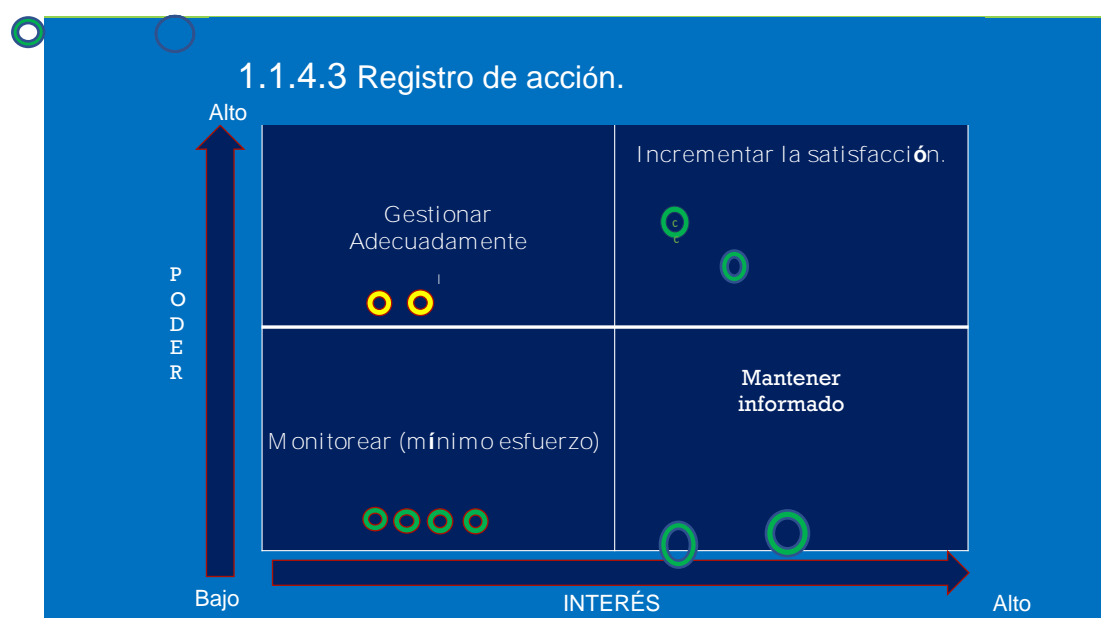 1.1.4.3 Registro de acción.
Alto
Incrementar la satisfacción.
Gestionar
Adecuadamente
C
C
I
P
O
D
E
R
Mantener
informado
Monitorear (mínimo esfuerzo)
Bajo
INTERÉS
Alto